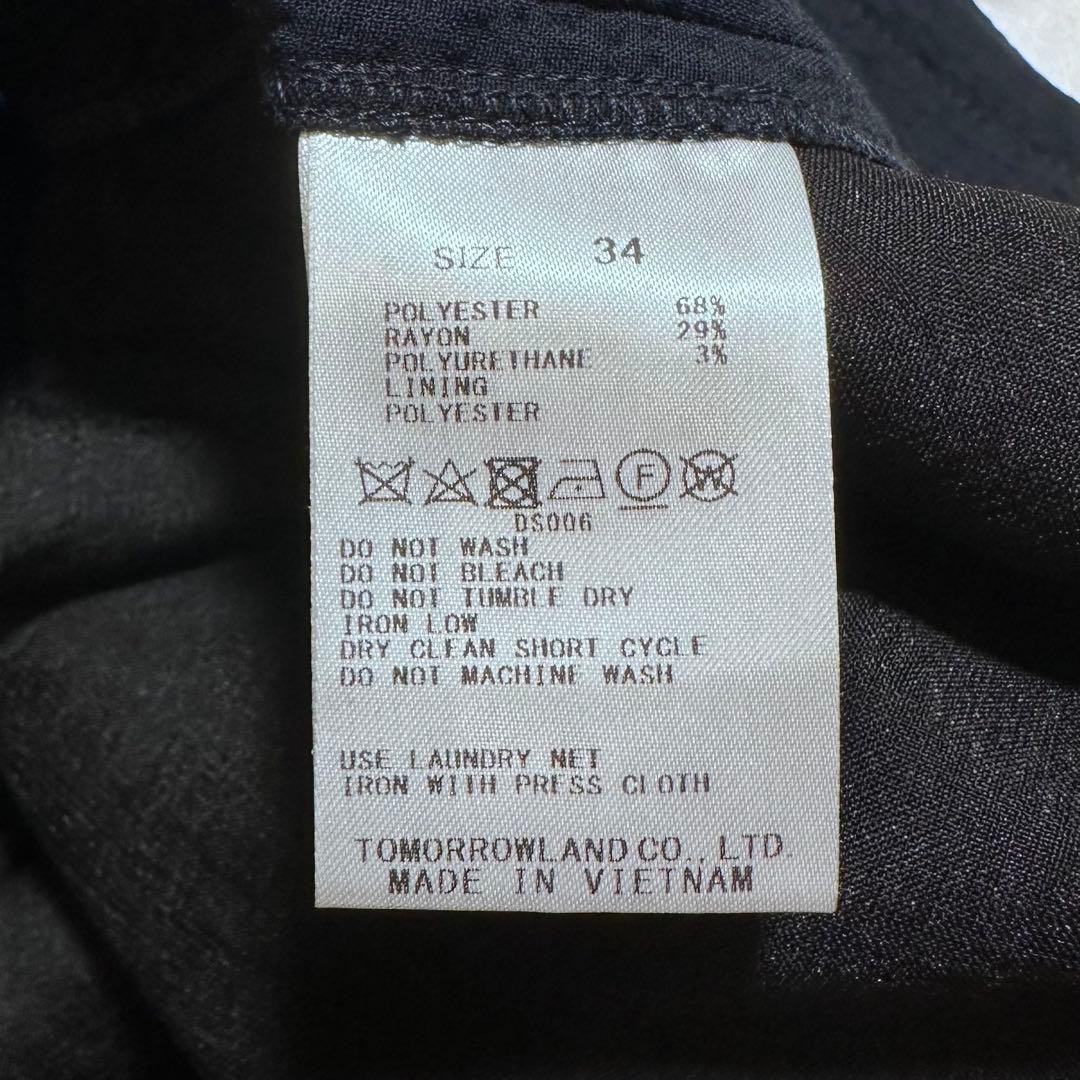 SIZE 34
POLYESTER 68%
RAYON 29%
POLYURETHANE 3%
LINING
POLYESTER
F W
DS006
DO NOT WASH
DO NOT BLEACH
DO NOT TUMBLE DRY
IRON LOW
DRY CLEAN SHORT CYCLE
DO NOT MACHINE WASH
USE LAUNDRY NET
IRON WITH PRESS CLOTH
TOMORROWLAND CO., LTD.
MADE IN VIETNAM